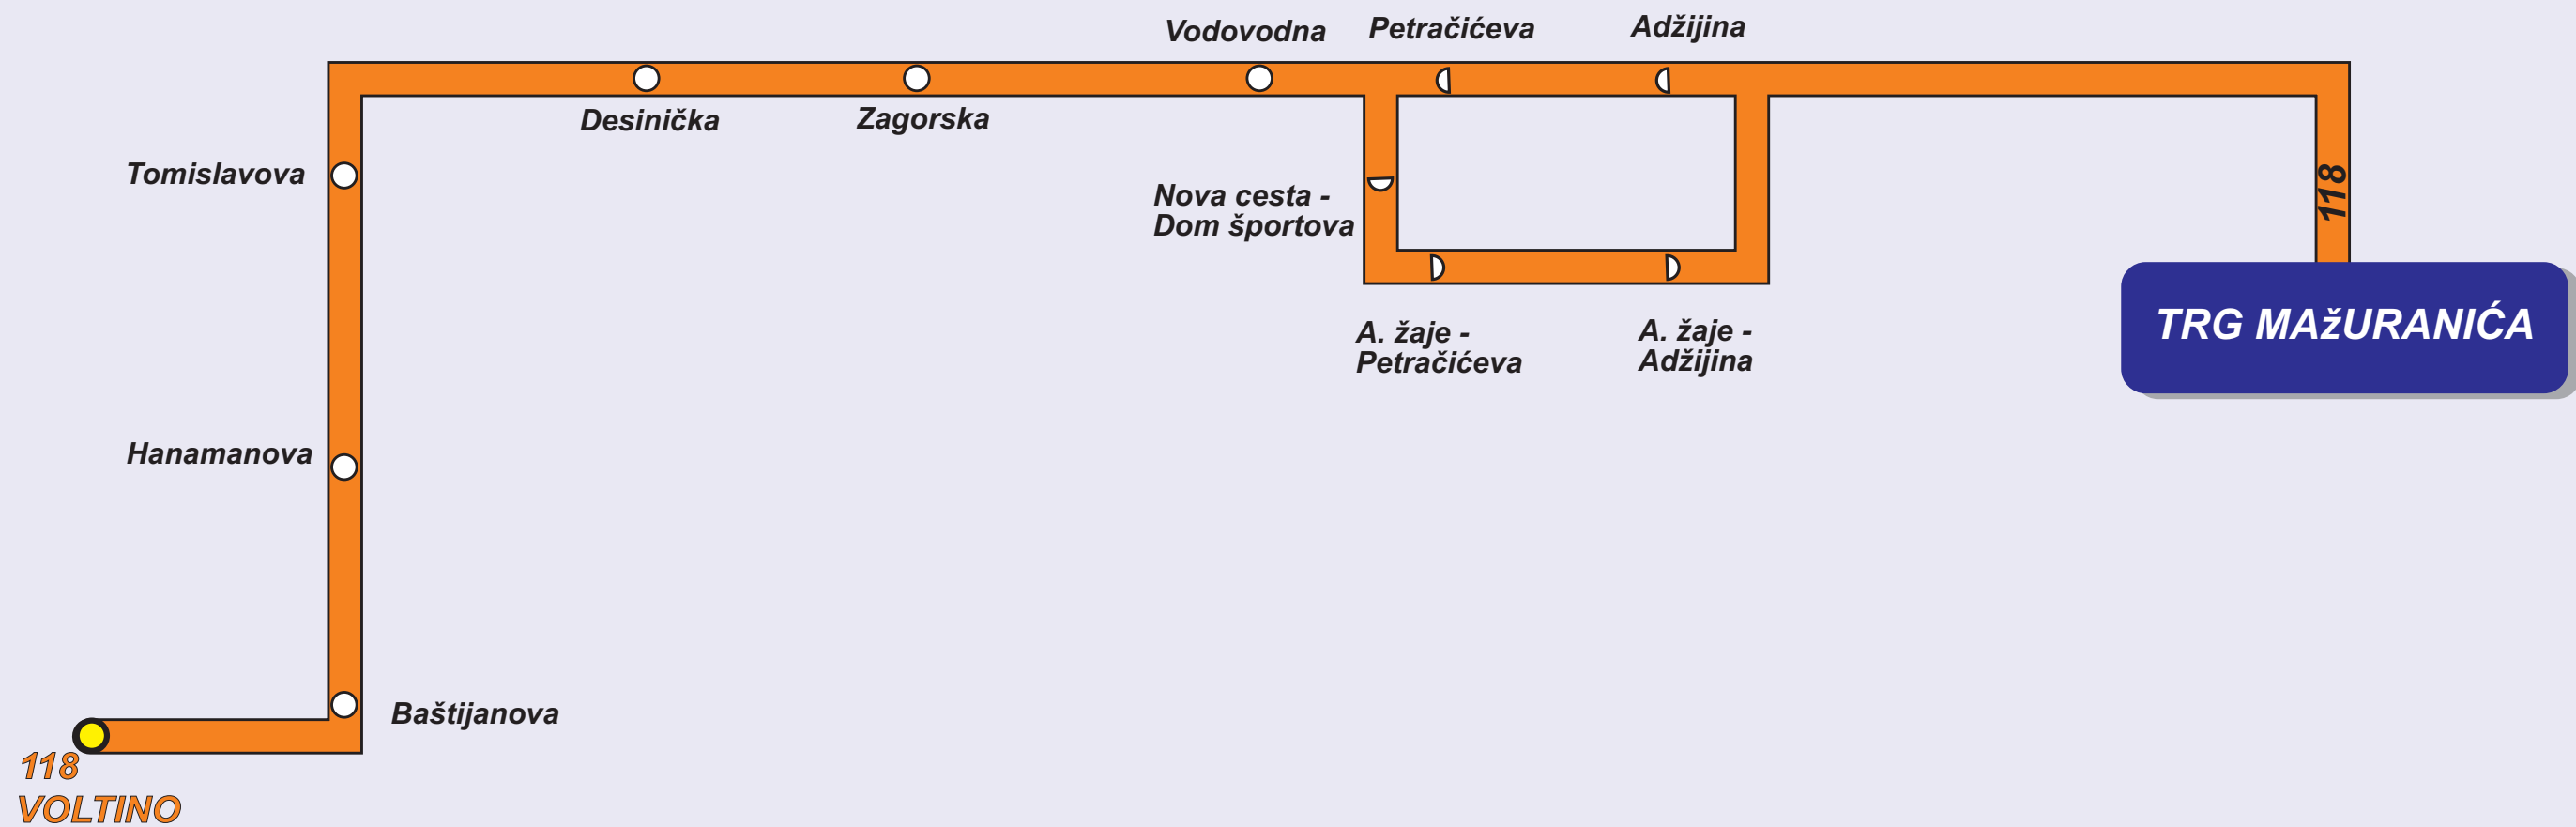 Vodovodna
Petračićeva
Adžijina
Desinička
Zagorska
Tomislavova
Nova cesta -
Dom športova
118
A. žaje -
Petračićeva
A. žaje -
Adžijina
TRG MAžURANIĆA
Hanamanova
Baštijanova
118
VOLTINO